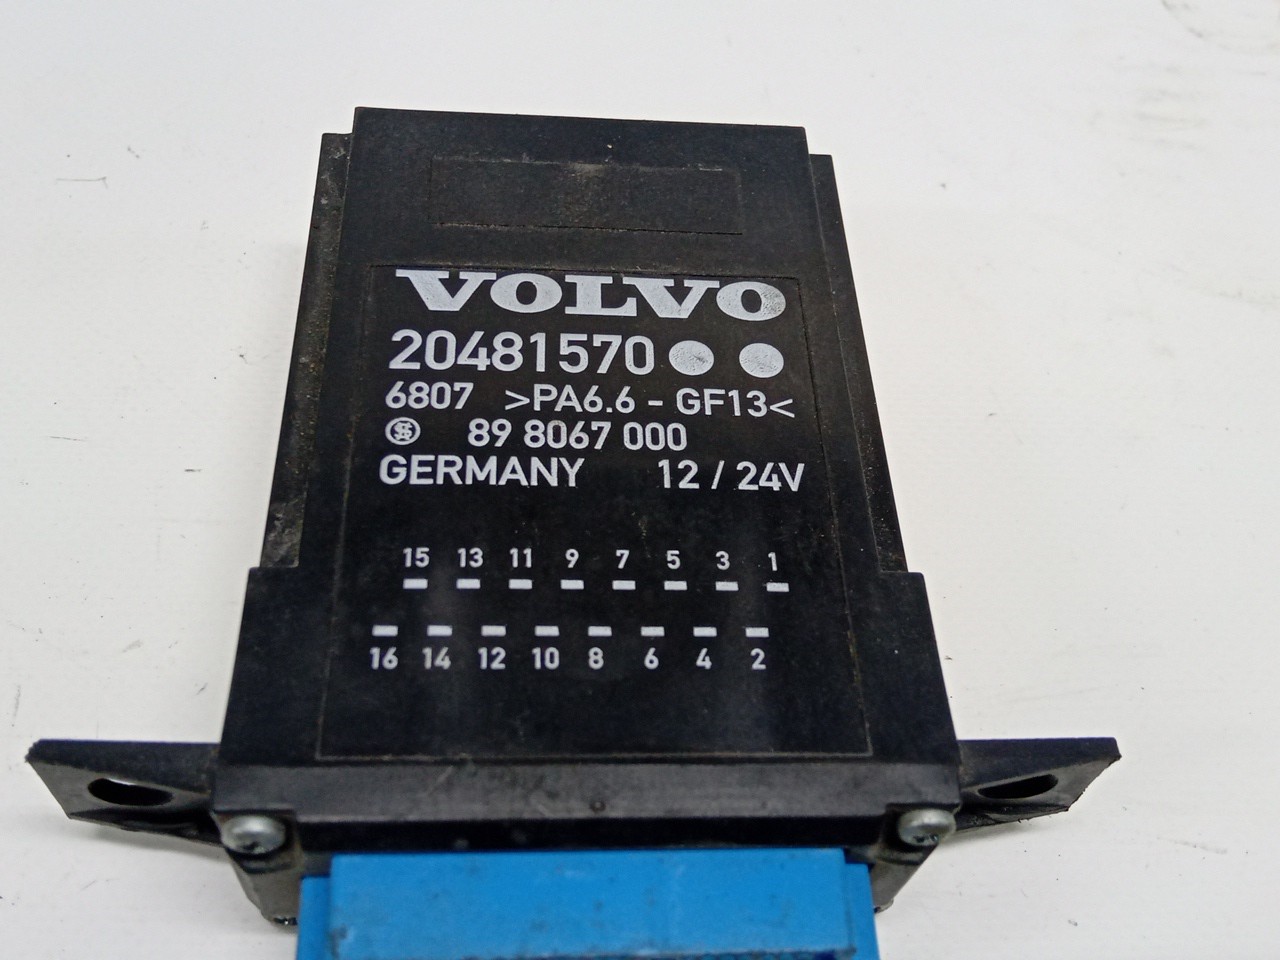 VOLVO
20481570
6807 >PA6.6 - GF13<
89 8067 000
GERMANY 12 / 24V
15 13 11 9 7 5 3 1
16 14 12 10 8 6 4 2